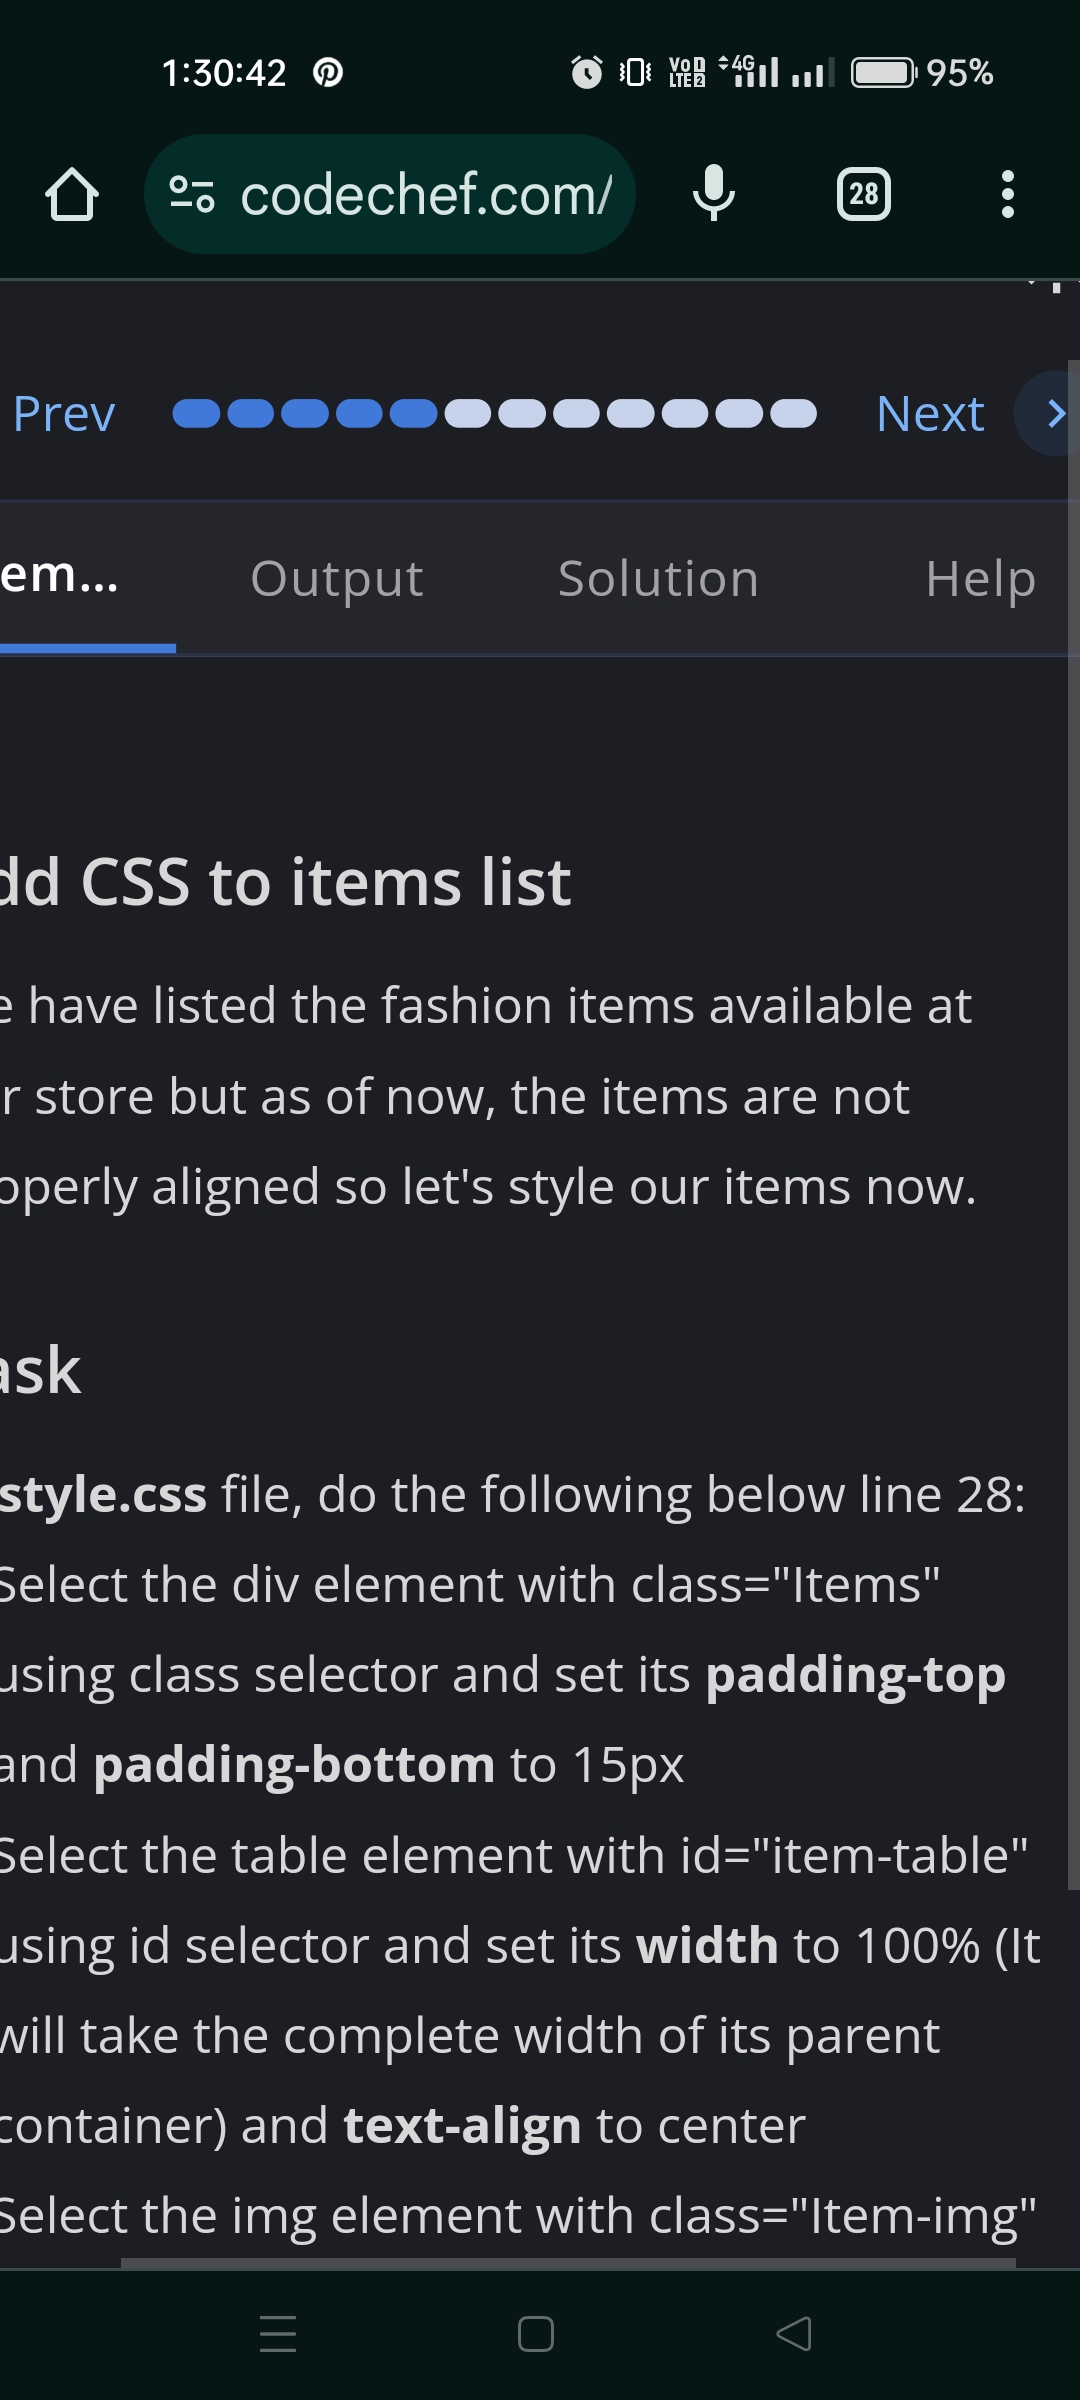 1:30:42 VoD LTE2 4G 95%
codechef.com/ 28
Prev Next
em... Output Solution Help
dd CSS to items list
e have listed the fashion items available at
r store but as of now, the items are not
operly aligned so let's style our items now.
ask
style.css file, do the following below line 28:
Select the div element with class="Items"
using class selector and set its padding-top
and padding-bottom to 15px
Select the table element with id="item-table"
using id selector and set its width to 100% (It
will take the complete width of its parent
container) and text-align to center
Select the img element with class="Item-img"